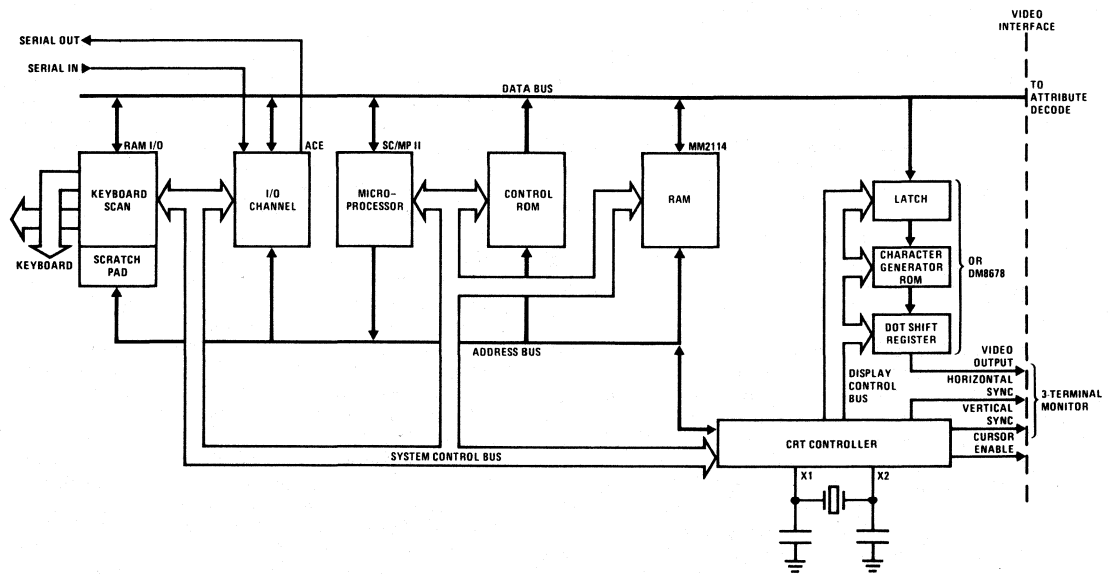 VIDEO
INTERFACE
SERIAL OUT
SERIAL IN
DATA BUS
TO
ATTRIBUTE
DECODE
RAM I/O
ACE
SC/MP II
MM2114
KEYBOARD
SCAN
I/O
CHANNEL
MICRO-
PROCESSOR
CONTROL
ROM
RAM
LATCH
KEYBOARD
SCRATCH
PAD
CHARACTER
GENERATOR
ROM
OR
DM8678
DOT SHIFT
REGISTER
ADDRESS BUS
VIDEO
OUTPUT
DISPLAY
CONTROL
BUS
HORIZONTAL
SYNC
VERTICAL
SYNC
3-TERMINAL
MONITOR
CURSOR
ENABLE
CRT CONTROLLER
SYSTEM CONTROL BUS
X1
X2